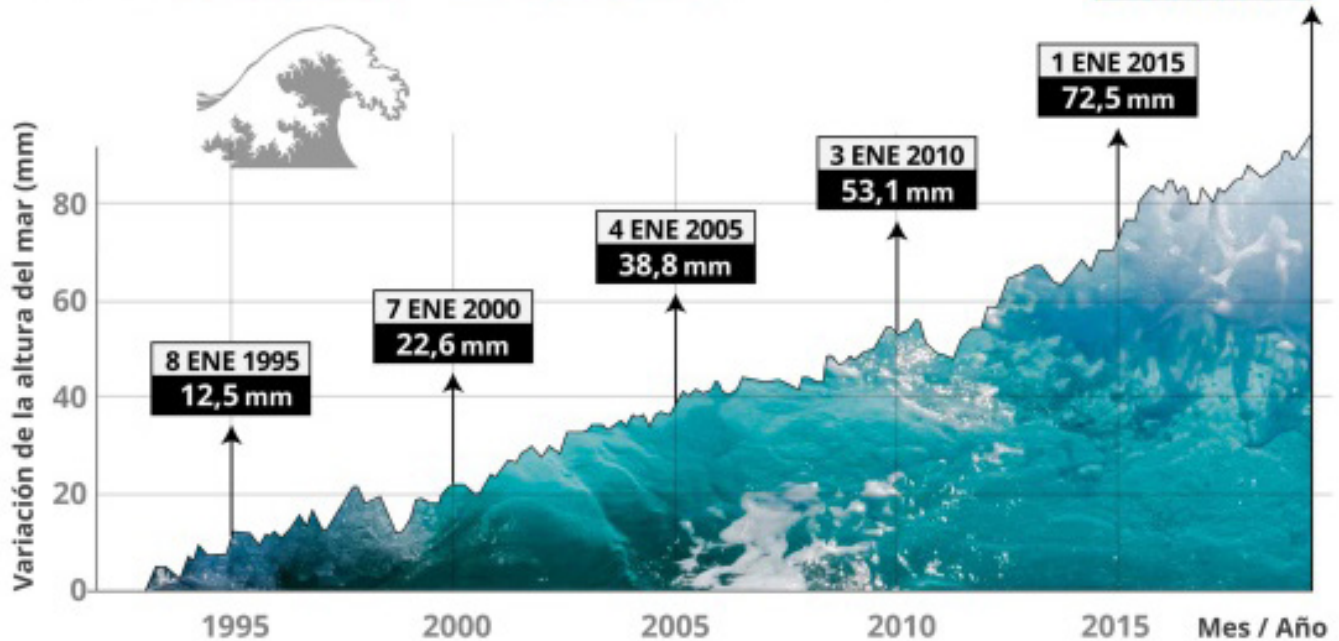 1 ENE 2015
72,5 mm
3 ENE 2010
53,1 mm
4 ENE 2005
38,8 mm
7 ENE 2000
22,6 mm
8 ENE 1995
12,5 mm
Variación de la altura del mar (mm)
80
60
40
20
0
1995
2000
2005
2010
2015
Mes / Año